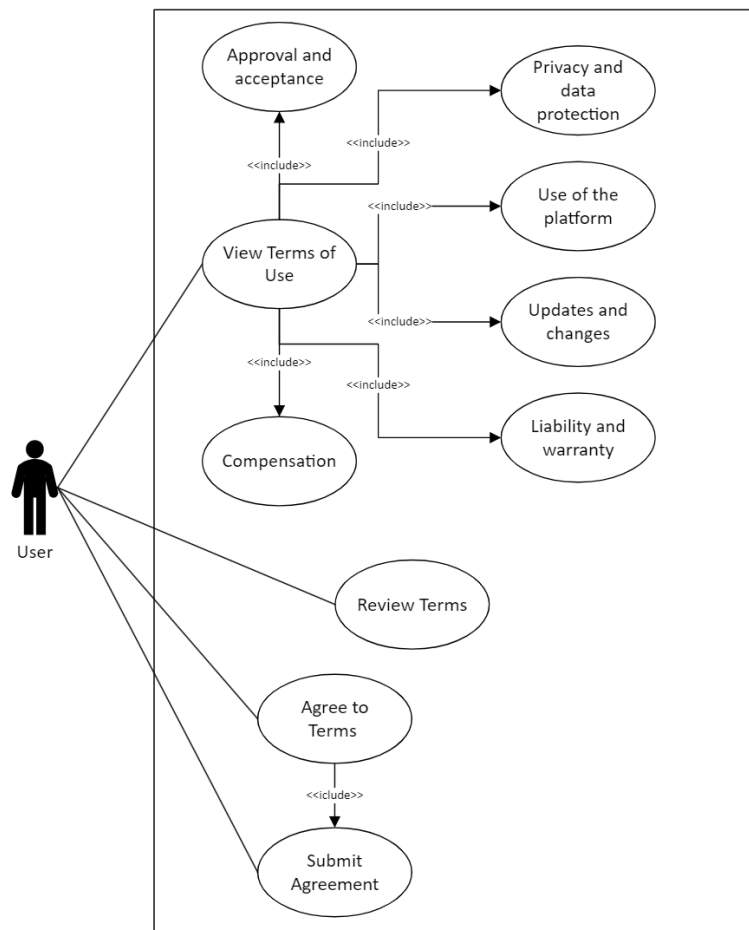 Approval and
acceptance
Privacy and
data
protection
<<include>>
<<include>>
Use of the
platform
<<include>>
View Terms of
Use
Updates and
changes
<<include>>
<<include>>
<<include>>
Liability and
warranty
Compensation
User
Review Terms
Agree to
Terms
<<iclude>>
Submit
Agreement